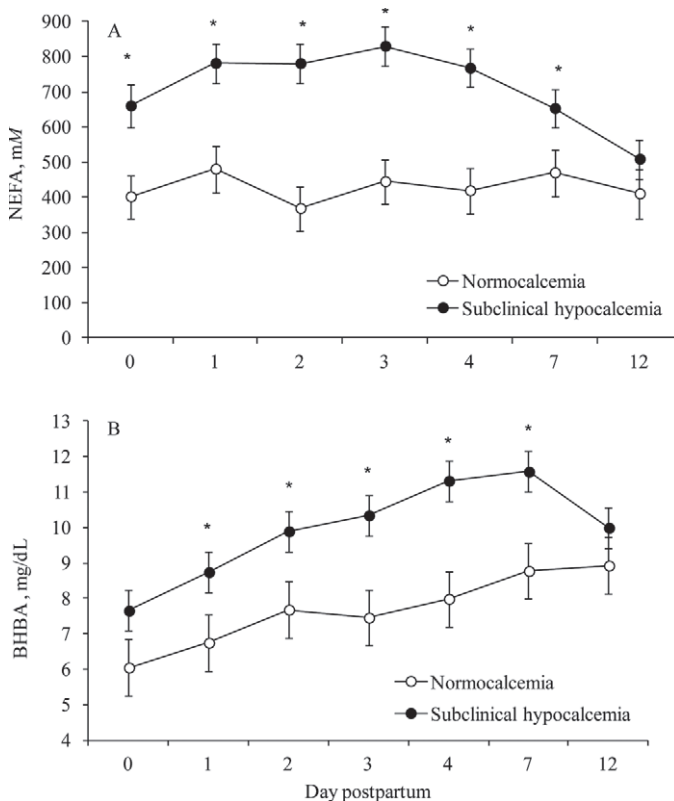 A
*
*
*
*
*
*
NEFA, mM
900
800
700
600
500
400
300
200
100
0
Normocalcemia
Subclinical hypocalcemia
0 1 2 3 4 7 12
B
*
*
*
*
*
BHBA, mg/dL
13
12
11
10
9
8
7
6
5
4
Normocalcemia
Subclinical hypocalcemia
0 1 2 3 4 7 12
Day postpartum